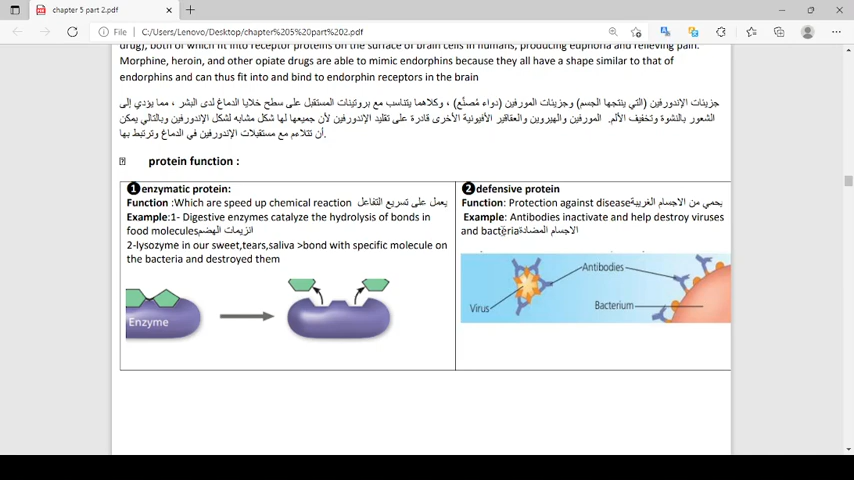 chapter 5 part 2.pdf
File
C:/Users/Lenovo/Desktop/chapter%205%20part%202.pdf
drug), both of which fit into receptor proteins on the surface of brain cells in humans, producing euphoria and relieving pain.
Morphine, heroin, and other opiate drugs are able to mimic endorphins because they all have a shape similar to that of
endorphins and can thus fit into and bind to endorphin receptors in the brain
جزيئات الإندورفين (التي ينتجها الجسم) وجزيئات المورفين (دواء مُصنَّع) ، وكلاهما يتناسب مع بروتينات المستقبل على سطح خلايا الدماغ لدى البشر ، مما يؤدي إلى
الشعور بالنشوة وتخفيف الألم. المورفين والهيروين والعقاقير الأفيونية الأخرى قادرة على تقليد الإندورفين لأن جميعها لها شكل مشابه لشكل الإندورفين وبالتالي يمكن
أن تتلاءم مع مستقبلات الإندورفين في الدماغ وترتبط بها.
protein function :
1 enzymatic protein:
Function :Which are speed up chemical reaction يعمل على تسريع التفاعل
Example:1- Digestive enzymes catalyze the hydrolysis of bonds in
food moleculesانزيمات الهضم
2-lysozyme in our sweet,tears,saliva >bond with specific molecule on
the bacteria and destroyed them
Enzyme
2 defensive protein
Function: Protection against diseaseيحمي من الاجسام الغريبة
Example: Antibodies inactivate and help destroy viruses
and bacteriaالاجسام المضادة
Antibodies
Virus
Bacterium